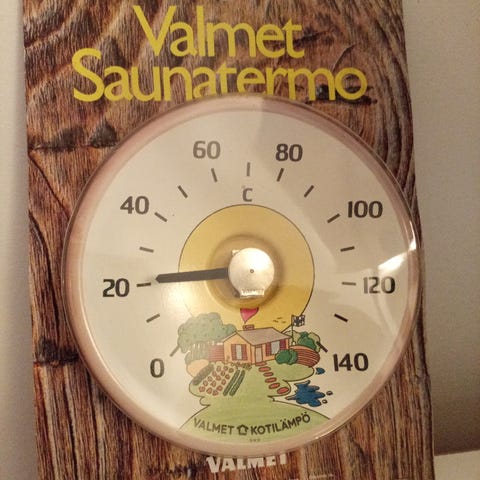 Valmet
Saunatermo
60 80
C
40 100
20 120
0 140
VALMET KOTILÄMPÖ
VALMET